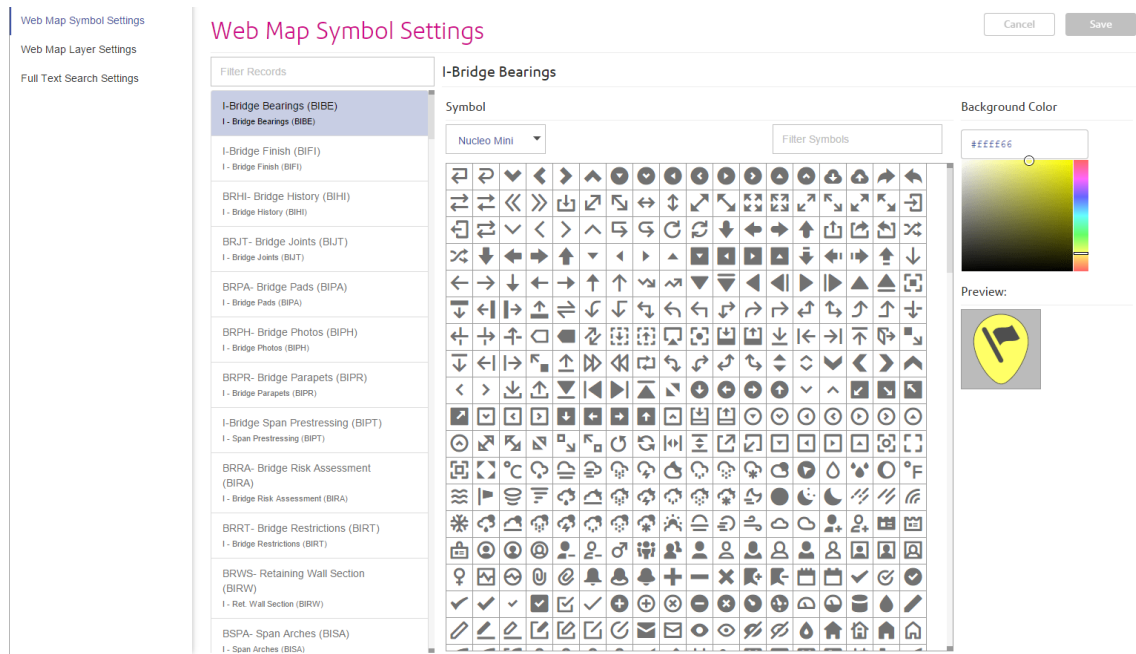 Web Map Symbol Settings
Web Map Layer Settings
Full Text Search Settings
Web Map Symbol Settings
Cancel
Save
Filter Records
I-Bridge Bearings (BIBE)
I - Bridge Bearings (BIBE)
I-Bridge Finish (BIFI)
I - Bridge Finish (BIFI)
BRHI- Bridge History (BIHI)
I - Bridge History (BIHI)
BRJT- Bridge Joints (BIJT)
I - Bridge Joints (BIJT)
BRPA- Bridge Pads (BIPA)
I - Bridge Pads (BIPA)
BRPH- Bridge Photos (BIPH)
I - Bridge Photos (BIPH)
BRPR- Bridge Parapets (BIPR)
I - Bridge Parapets (BIPR)
I-Bridge Span Prestressing (BIPT)
I - Span Prestressing (BIPT)
BRRA- Bridge Risk Assessment
(BIRA)
I - Bridge Risk Assessment (BIRA)
BRRT- Bridge Restrictions (BIRT)
I - Bridge Restrictions (BIRT)
BRWS- Retaining Wall Section
(BIRW)
I - Ret. Wall Section (BIRW)
BSPA- Span Arches (BISA)
I - Span Arches (BISA)
I-Bridge Bearings
Symbol
Nucleo Mini
Filter Symbols
°C
°F
Background Color
#ffff66
Preview: